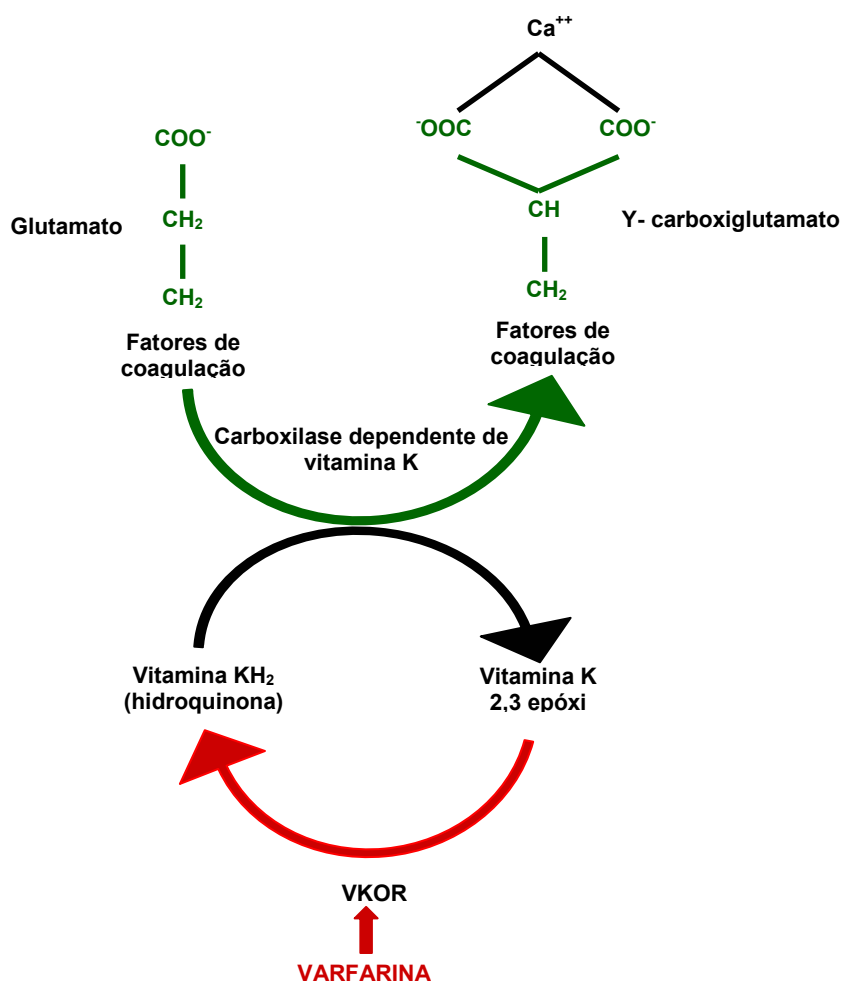 Ca⁺⁺
⁻OOC
COO⁻
COO⁻
Glutamato
CH₂
CH
Y- carboxiglutamato
CH₂
CH₂
Fatores de
coagulação
Fatores de
coagulação
Carboxilase dependente de
vitamina K
Vitamina KH₂
(hidroquinona)
Vitamina K
2,3 epóxi
VKOR
VARFARINA